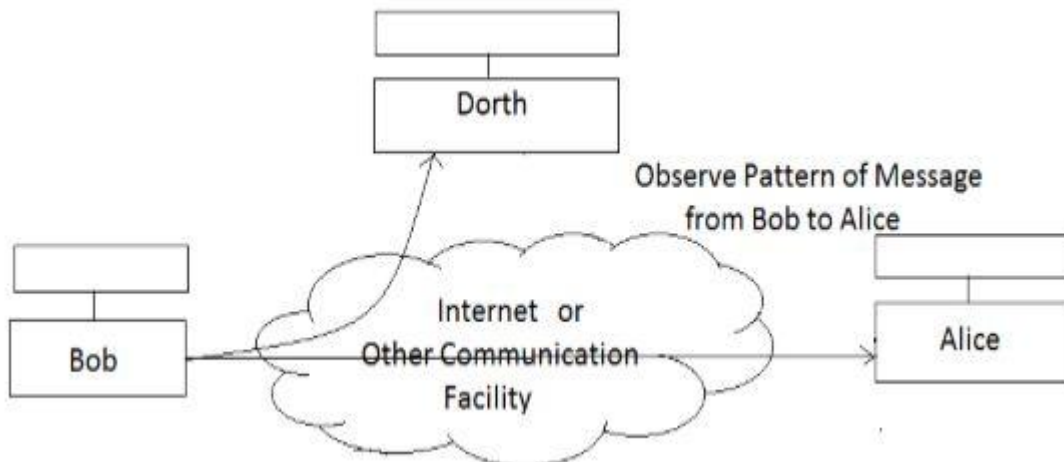 Dorth
Observe Pattern of Message
from Bob to Alice
Internet or
Other Communication
Facility
Bob
Alice